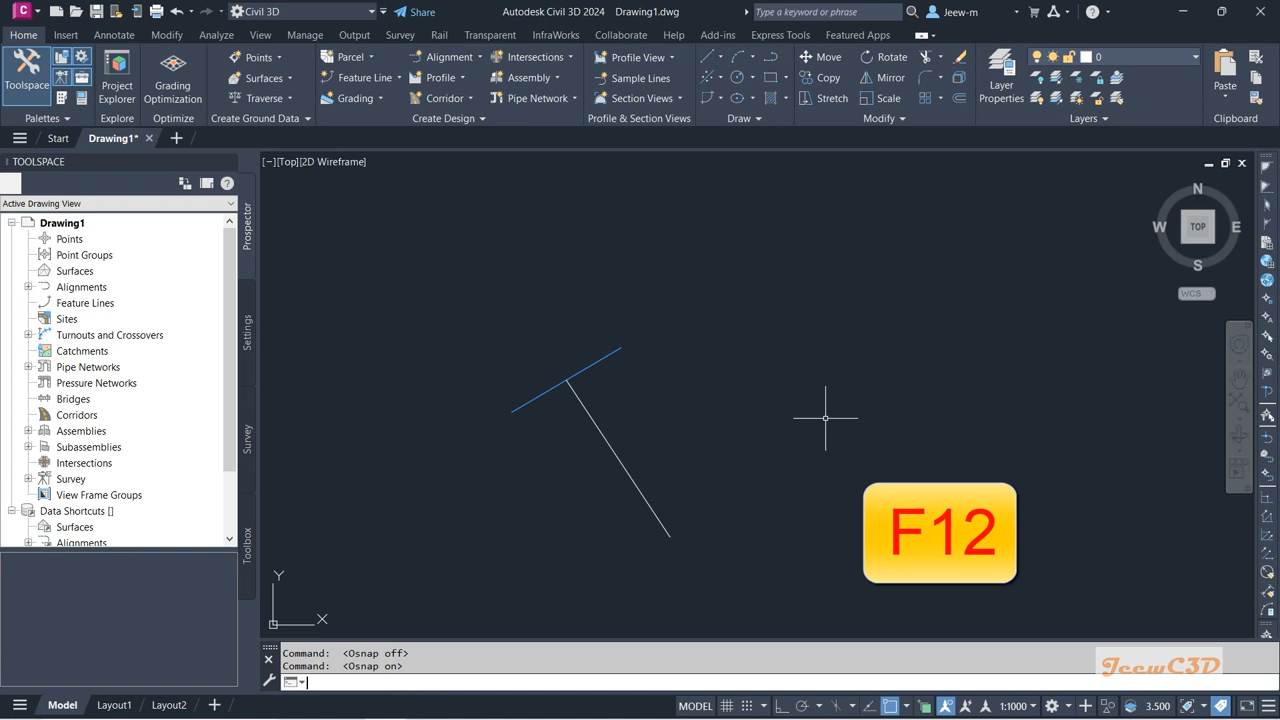 Civil 3D
Share
Autodesk Civil 3D 2024
Drawing1.dwg
Type a keyword or phrase
Jeew-m
Home
Insert
Annotate
Modify
Analyze
View
Manage
Output
Survey
Rail
Transparent
InfraWorks
Collaborate
Help
Add-ins
Express Tools
Featured Apps
Toolspace
Palettes
Project
Explorer
Explore
Grading
Optimization
Optimize
Points
Surfaces
Traverse
Create Ground Data
Parcel
Feature Line
Grading
Alignment
Profile
Corridor
Intersections
Assembly
Pipe Network
Create Design
Profile View
Sample Lines
Section Views
Profile & Section Views
Draw
Move
Copy
Stretch
Rotate
Mirror
Scale
Modify
Layer
Properties
0
Layers
Paste
Clipboard
Start
Drawing1*
TOOLSPACE
Active Drawing View
Drawing1
Points
Point Groups
Surfaces
Alignments
Feature Lines
Sites
Turnouts and Crossovers
Catchments
Pipe Networks
Pressure Networks
Bridges
Corridors
Assemblies
Subassemblies
Intersections
Survey
View Frame Groups
Data Shortcuts []
Surfaces
Alignments
Prospector
Settings
Survey
Toolbox
[−][Top][2D Wireframe]
N
W
TOP
E
S
WCS
F12
Y
X
Command: <Osnap off>
Command: <Osnap on>
JeewC3D
Model
Layout1
Layout2
MODEL
1:1000
3.500